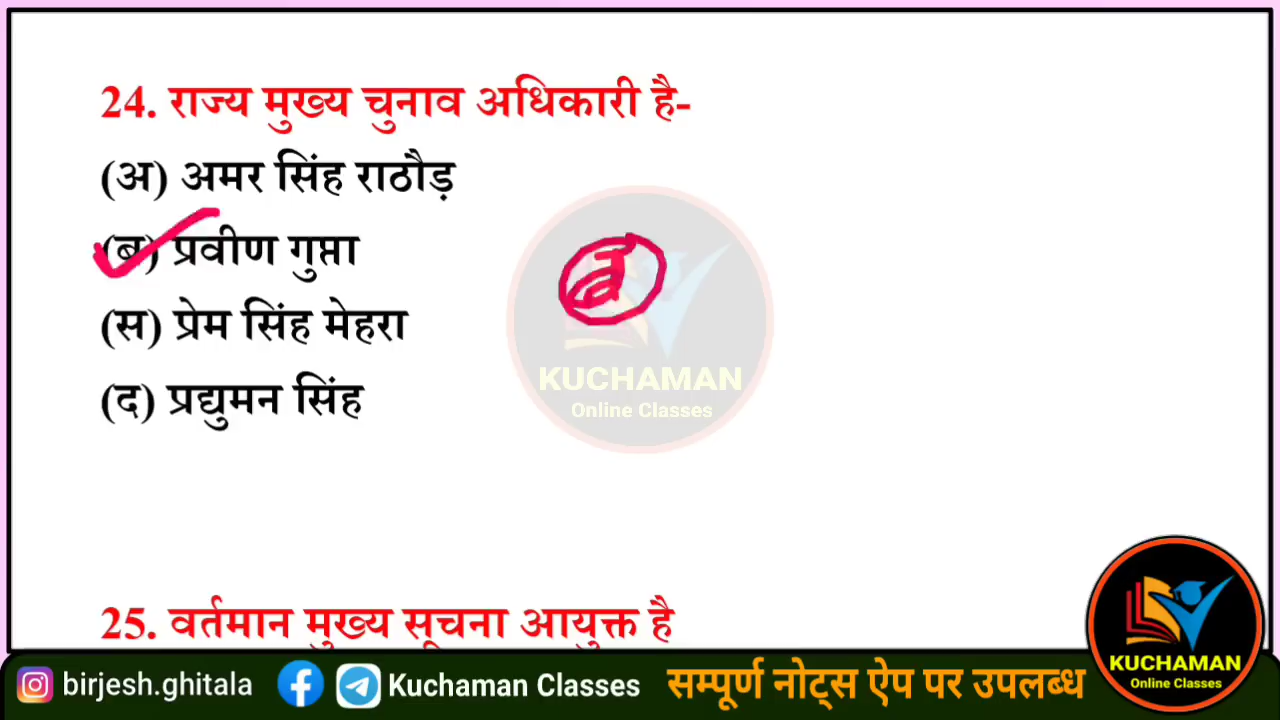 24. राज्य मुख्य चुनाव अधिकारी है-
(अ) अमर सिंह राठौड़
(ब) प्रवीण गुप्ता
(स) प्रेम सिंह मेहरा
(द) प्रद्युमन सिंह
KUCHAMAN
Online Classes
25. वर्तमान मुख्य सूचना आयुक्त है
birjesh.ghitala
Kuchaman Classes
सम्पूर्ण नोट्स ऐप पर उपलब्ध
KUCHAMAN
Online Classes